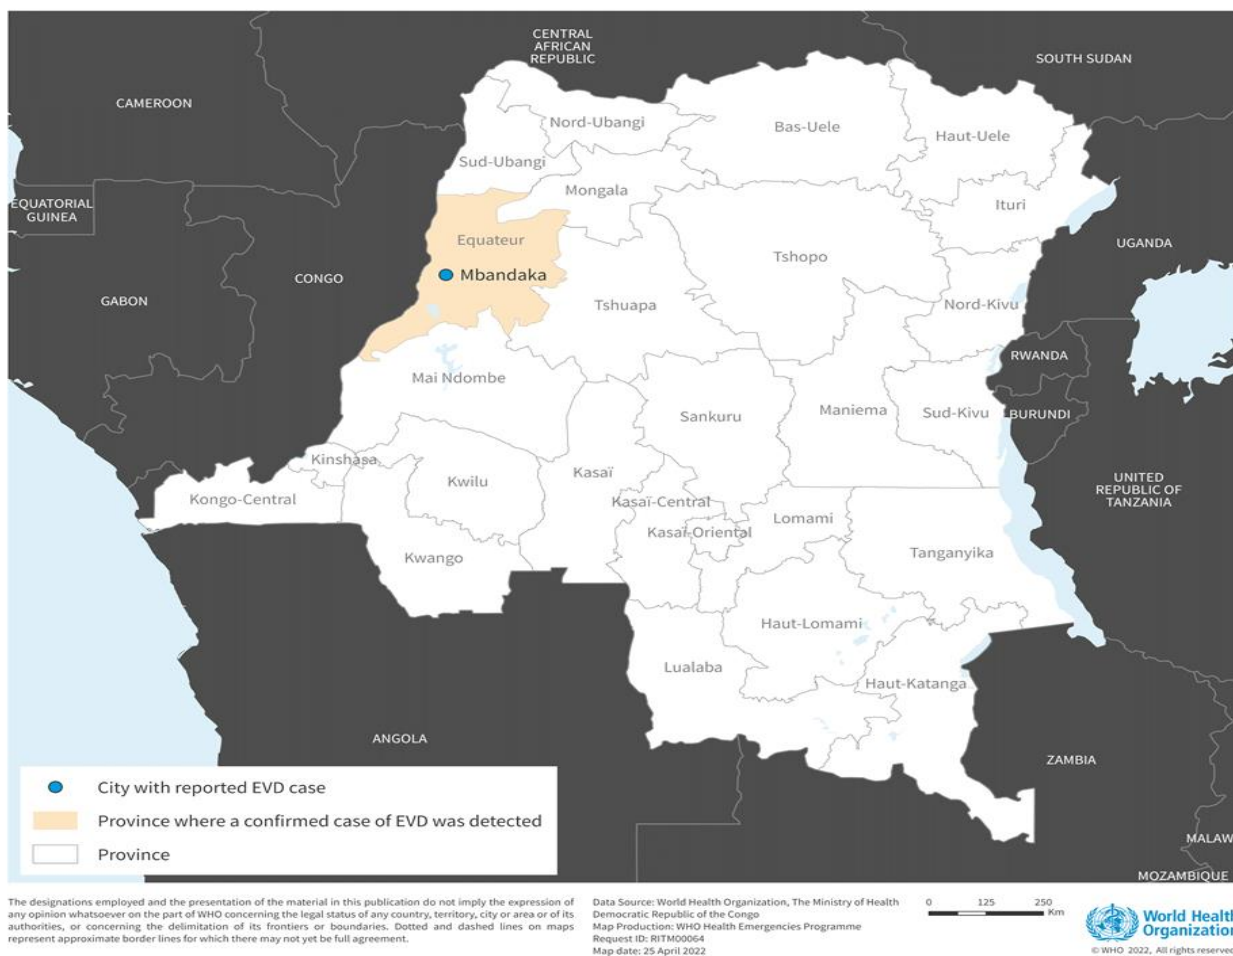 CENTRAL
AFRICAN
REPUBLIC
SOUTH SUDAN
CAMEROON
Nord-Ubangi
Bas-Uele
Haut-Uele
Sud-Ubangi
Mongala
EQUATORIAL
GUINEA
Ituri
Equateur
UGANDA
Tshopo
CONGO
Mbandaka
GABON
Tshuapa
Nord-Kivu
RWANDA
Mai Ndombe
Sankuru
Maniema
Sud-Kivu
BURUNDI
Kinshasa
Kwilu
Kasaï
UNITED
REPUBLIC OF
TANZANIA
Kongo-Central
Kasaï-Central
Lomami
Kasaï-Oriental
Kwango
Tanganyika
Haut-Lomami
Lualaba
Haut-Katanga
ANGOLA
ZAMBIA
City with reported EVD case
Province where a confirmed case of EVD was detected
Province
MALAW
MOZAMBIQUE
The designations employed and the presentation of the material in this publication do not imply the expression of
any opinion whatsoever on the part of WHO concerning the legal status of any country, territory, city or area or of its
authorities, or concerning the delimitation of its frontiers or boundaries. Dotted and dashed lines on maps
represent approximate border lines for which there may not yet be full agreement.
Data Source: World Health Organization, The Ministry of Health
Democratic Republic of the Congo
Map Production: WHO Health Emergencies Programme
Request ID: RITM00064
Map date: 25 April 2022
0 125 250
Km
World Health
Organization
© WHO 2022, All rights reserved